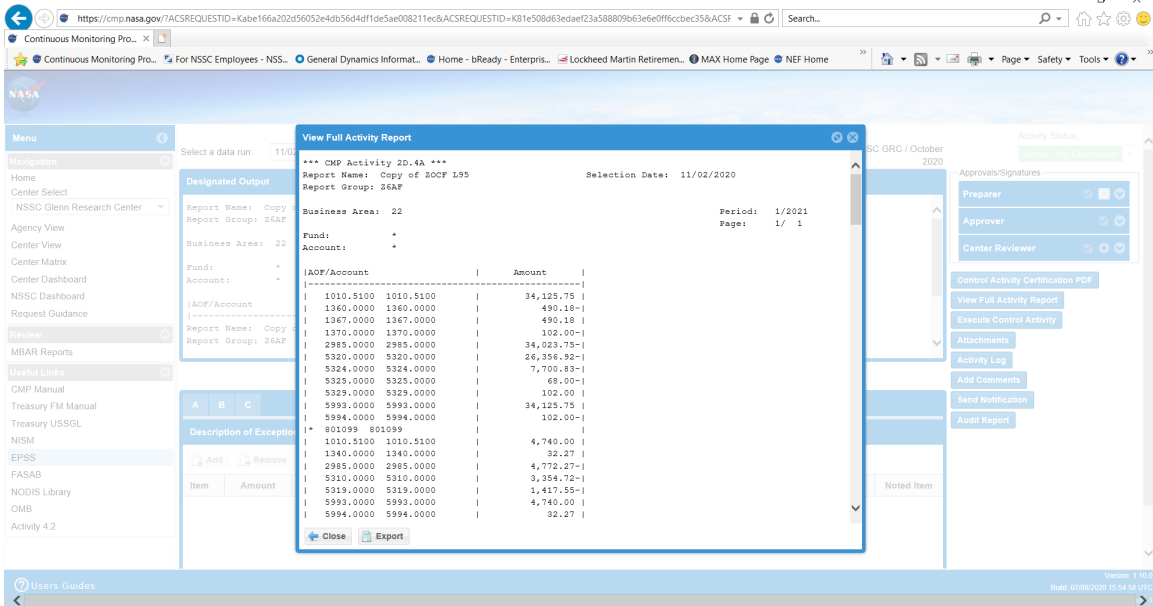 https://cmp.nasa.gov/?ACSREQUESTID=Kabe166a202d56052e4db56d4df1de5ae008211ec&ACSREQUESTID=K81e508d63edaef23a588809b63e6e0ff6ccbec35&ACSF
Search...
Continuous Monitoring Pro...
Continuous Monitoring Pro... For NSSC Employees - NSS... General Dynamics Informat... Home - bReady - Enterpris... Lockheed Martin Retiremen... MAX Home Page NEF Home » Page Safety Tools »
NASA
Menu
Navigation
Home
Center Select
NSSC Glenn Research Center
Agency View
Center View
Center Matrix
Center Dashboard
NSSC Dashboard
Request Guidance
Review
MBAR Reports
Useful Links
CMP Manual
Treasury FM Manual
Treasury USSGL
NISM
EPSS
FASAB
NODIS Library
OMB
Activity 4.2
Select a data run: 11/02
Designated Output
Report Name: Copy
Report Group: Z6AF
Business Area: 22
Fund: *
Account: *
|AOF/Account
|------------------
Report Name: Copy
Report Group: Z6AF
A B C
Description of Exceptio
Add Remove
Item Amount
View Full Activity Report
*** CMP Activity 2D.4A ***
Report Name: Copy of ZOCF L95 Selection Date: 11/02/2020
Report Group: Z6AF
Business Area: 22 Period: 1/2021
Page: 1/ 1
Fund: *
Account: *
|AOF/Account | Amount |
|--------------------------------------------------|
| 1010.5100 1010.5100 | 34,125.75 |
| 1360.0000 1360.0000 | 490.18-|
| 1367.0000 1367.0000 | 490.18 |
| 1370.0000 1370.0000 | 102.00-|
| 2985.0000 2985.0000 | 34,023.75-|
| 5320.0000 5320.0000 | 26,356.92-|
| 5324.0000 5324.0000 | 7,700.83-|
| 5325.0000 5325.0000 | 68.00-|
| 5329.0000 5329.0000 | 102.00 |
| 5993.0000 5993.0000 | 34,125.75 |
| 5994.0000 5994.0000 | 102.00-|
|* 801099 801099 | |
| 1010.5100 1010.5100 | 4,740.00 |
| 1340.0000 1340.0000 | 32.27 |
| 2985.0000 2985.0000 | 4,772.27-|
| 5310.0000 5310.0000 | 3,354.72-|
| 5319.0000 5319.0000 | 1,417.55-|
| 5993.0000 5993.0000 | 4,740.00 |
| 5994.0000 5994.0000 | 32.27 |
Close Export
SC GRC / October
2020
Noted Item
Activity Status
Approvals/Signatures
Preparer
Approver
Center Reviewer
Control Activity Certification PDF
View Full Activity Report
Execute Control Activity
Attachments
Activity Log
Add Comments
Send Notification
Audit Report
Users Guides
Version: 1.10.0
Build: 07/08/2020 15:54:50 UTC